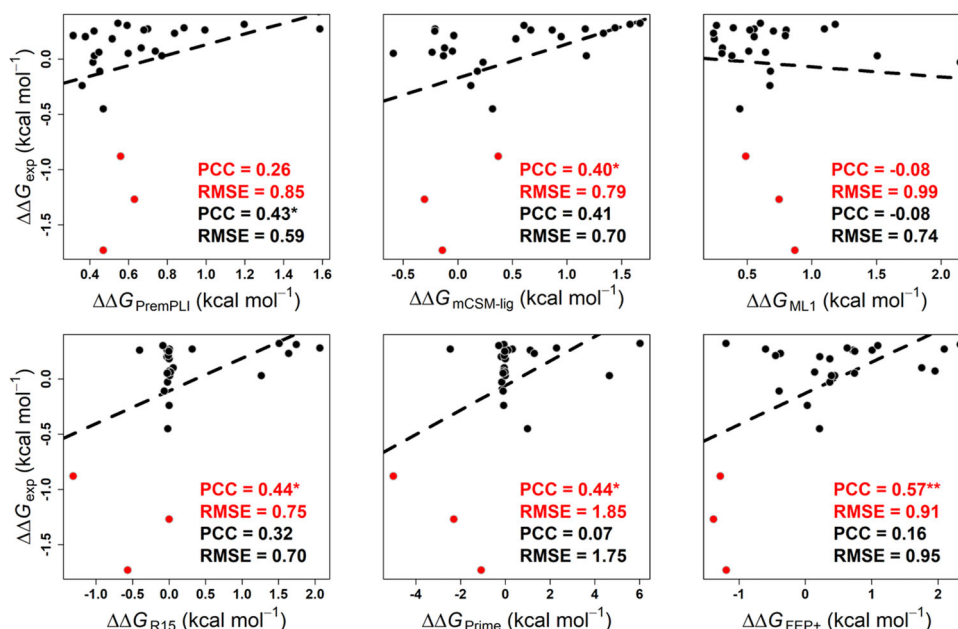 0.0
-0.5
-1.0
-1.5
ΔΔG_exp (kcal mol⁻¹)
PCC = 0.26
RMSE = 0.85
PCC = 0.43*
RMSE = 0.59
0.4 0.6 0.8 1.0 1.2 1.4 1.6
ΔΔG_PremPLI (kcal mol⁻¹)
PCC = 0.40*
RMSE = 0.79
PCC = 0.41
RMSE = 0.70
-0.5 0.0 0.5 1.0 1.5
ΔΔG_mCSM-lig (kcal mol⁻¹)
PCC = -0.08
RMSE = 0.99
PCC = -0.08
RMSE = 0.74
0.5 1.0 1.5 2.0
ΔΔG_ML1 (kcal mol⁻¹)
0.0
-0.5
-1.0
-1.5
ΔΔG_exp (kcal mol⁻¹)
PCC = 0.44*
RMSE = 0.75
PCC = 0.32
RMSE = 0.70
-1.0 0.0 0.5 1.0 1.5 2.0
ΔΔG_R15 (kcal mol⁻¹)
PCC = 0.44*
RMSE = 1.85
PCC = 0.07
RMSE = 1.75
-4 -2 0 2 4 6
ΔΔG_Prime (kcal mol⁻¹)
PCC = 0.57**
RMSE = 0.91
PCC = 0.16
RMSE = 0.95
-1 0 1 2
ΔΔG_FEP+ (kcal mol⁻¹)